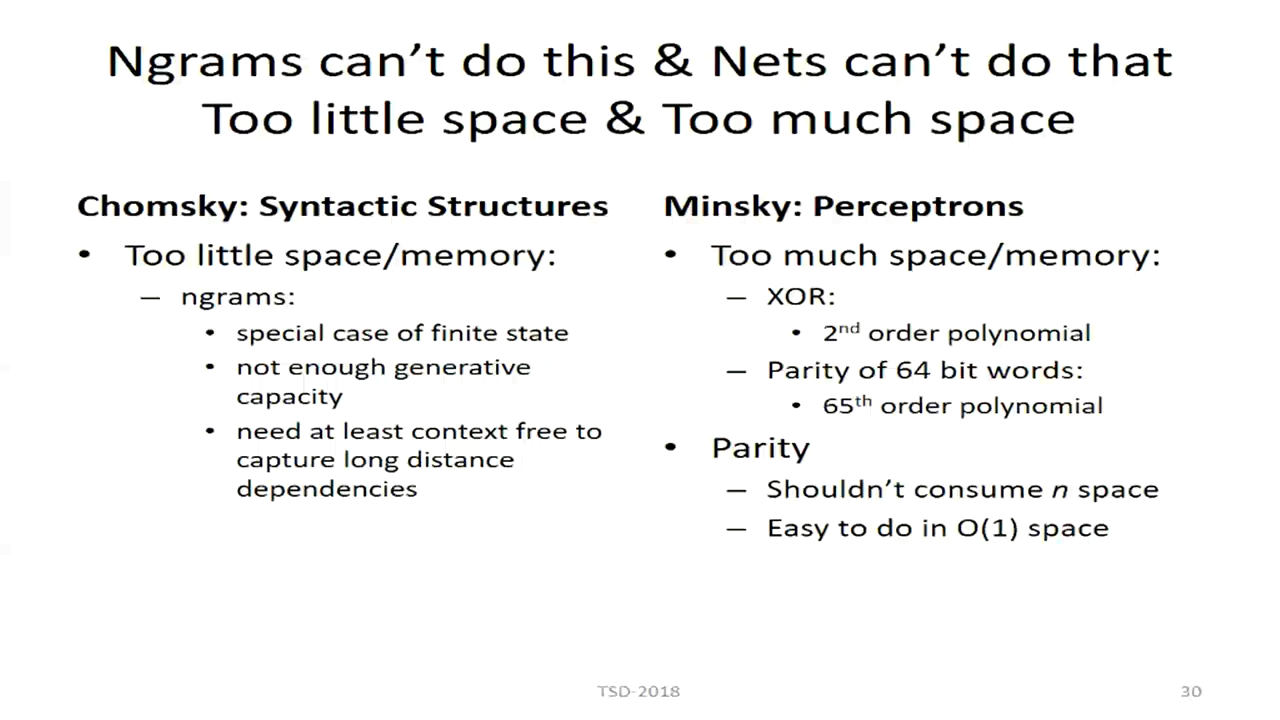 Ngrams can't do this & Nets can't do that
Too little space & Too much space
Chomsky: Syntactic Structures
• Too little space/memory:
– ngrams:
• special case of finite state
• not enough generative
capacity
• need at least context free to
capture long distance
dependencies
Minsky: Perceptrons
• Too much space/memory:
– XOR:
• 2nd order polynomial
– Parity of 64 bit words:
• 65th order polynomial
• Parity
– Shouldn't consume n space
– Easy to do in O(1) space
TSD-2018
30